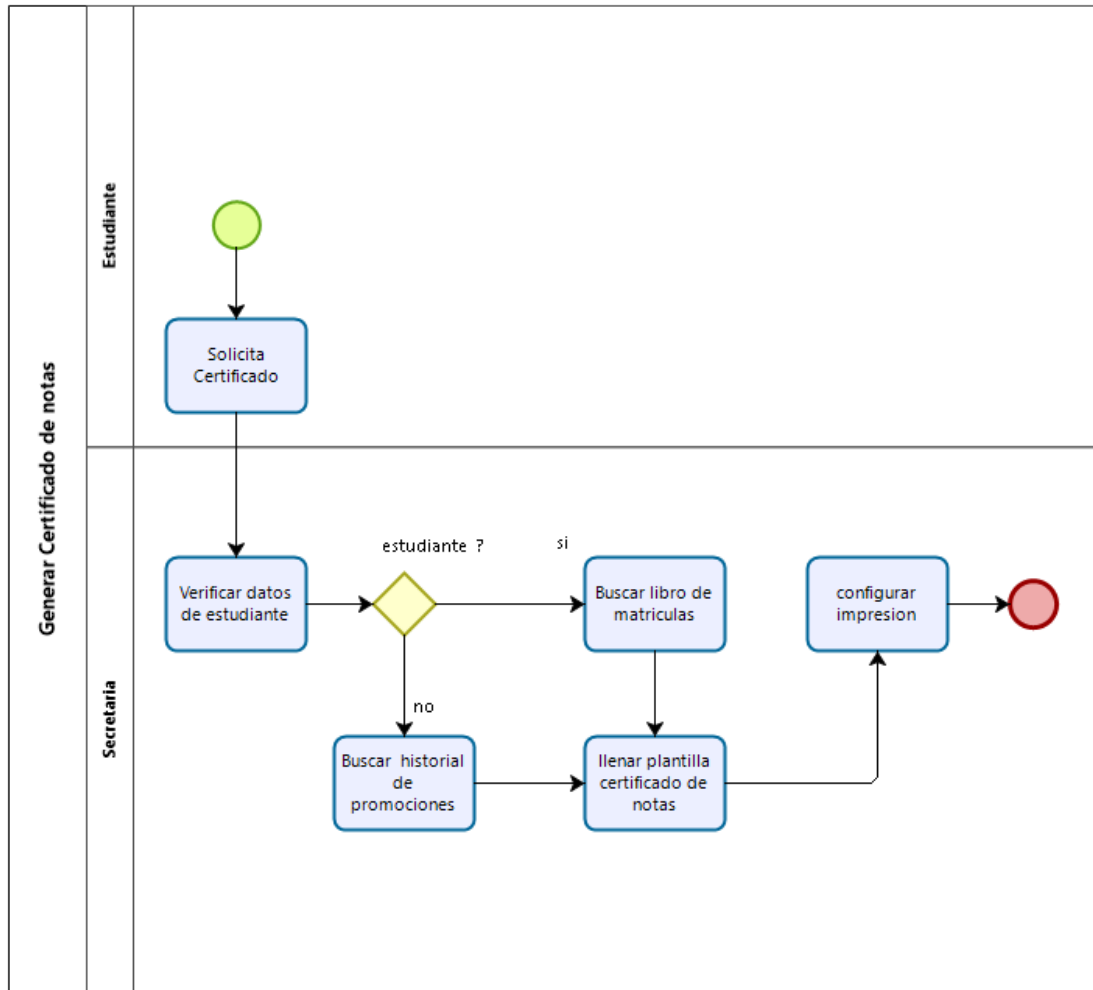 Generar Certificado de notas
Estudiante
Solicita
Certificado
Secretaria
Verificar datos
de estudiante
estudiante ?
si
Buscar libro de
matriculas
configurar
impresion
no
Buscar historial
de
promociones
llenar plantilla
certificado de
notas